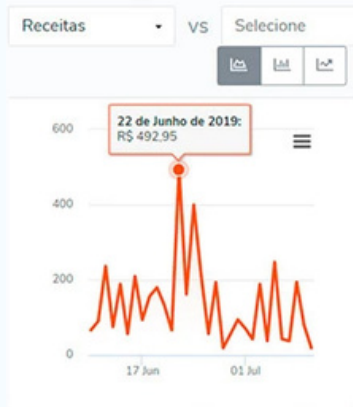 Receitas
VS
Selecione
22 de Junho de 2019:
R$ 492,95
600
400
200
0
17 Jun
01 Jul